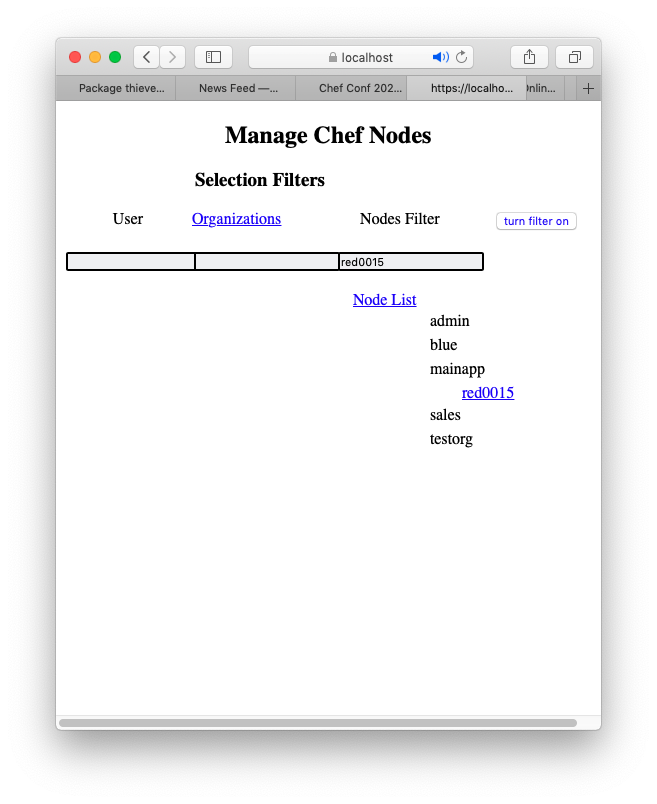 localhost
Package thieve...
News Feed —...
Chef Conf 202...
https://localho...
Manage Chef Nodes
Selection Filters
User
Organizations
Nodes Filter
turn filter on
red0015
Node List
admin
blue
mainapp
red0015
sales
testorg